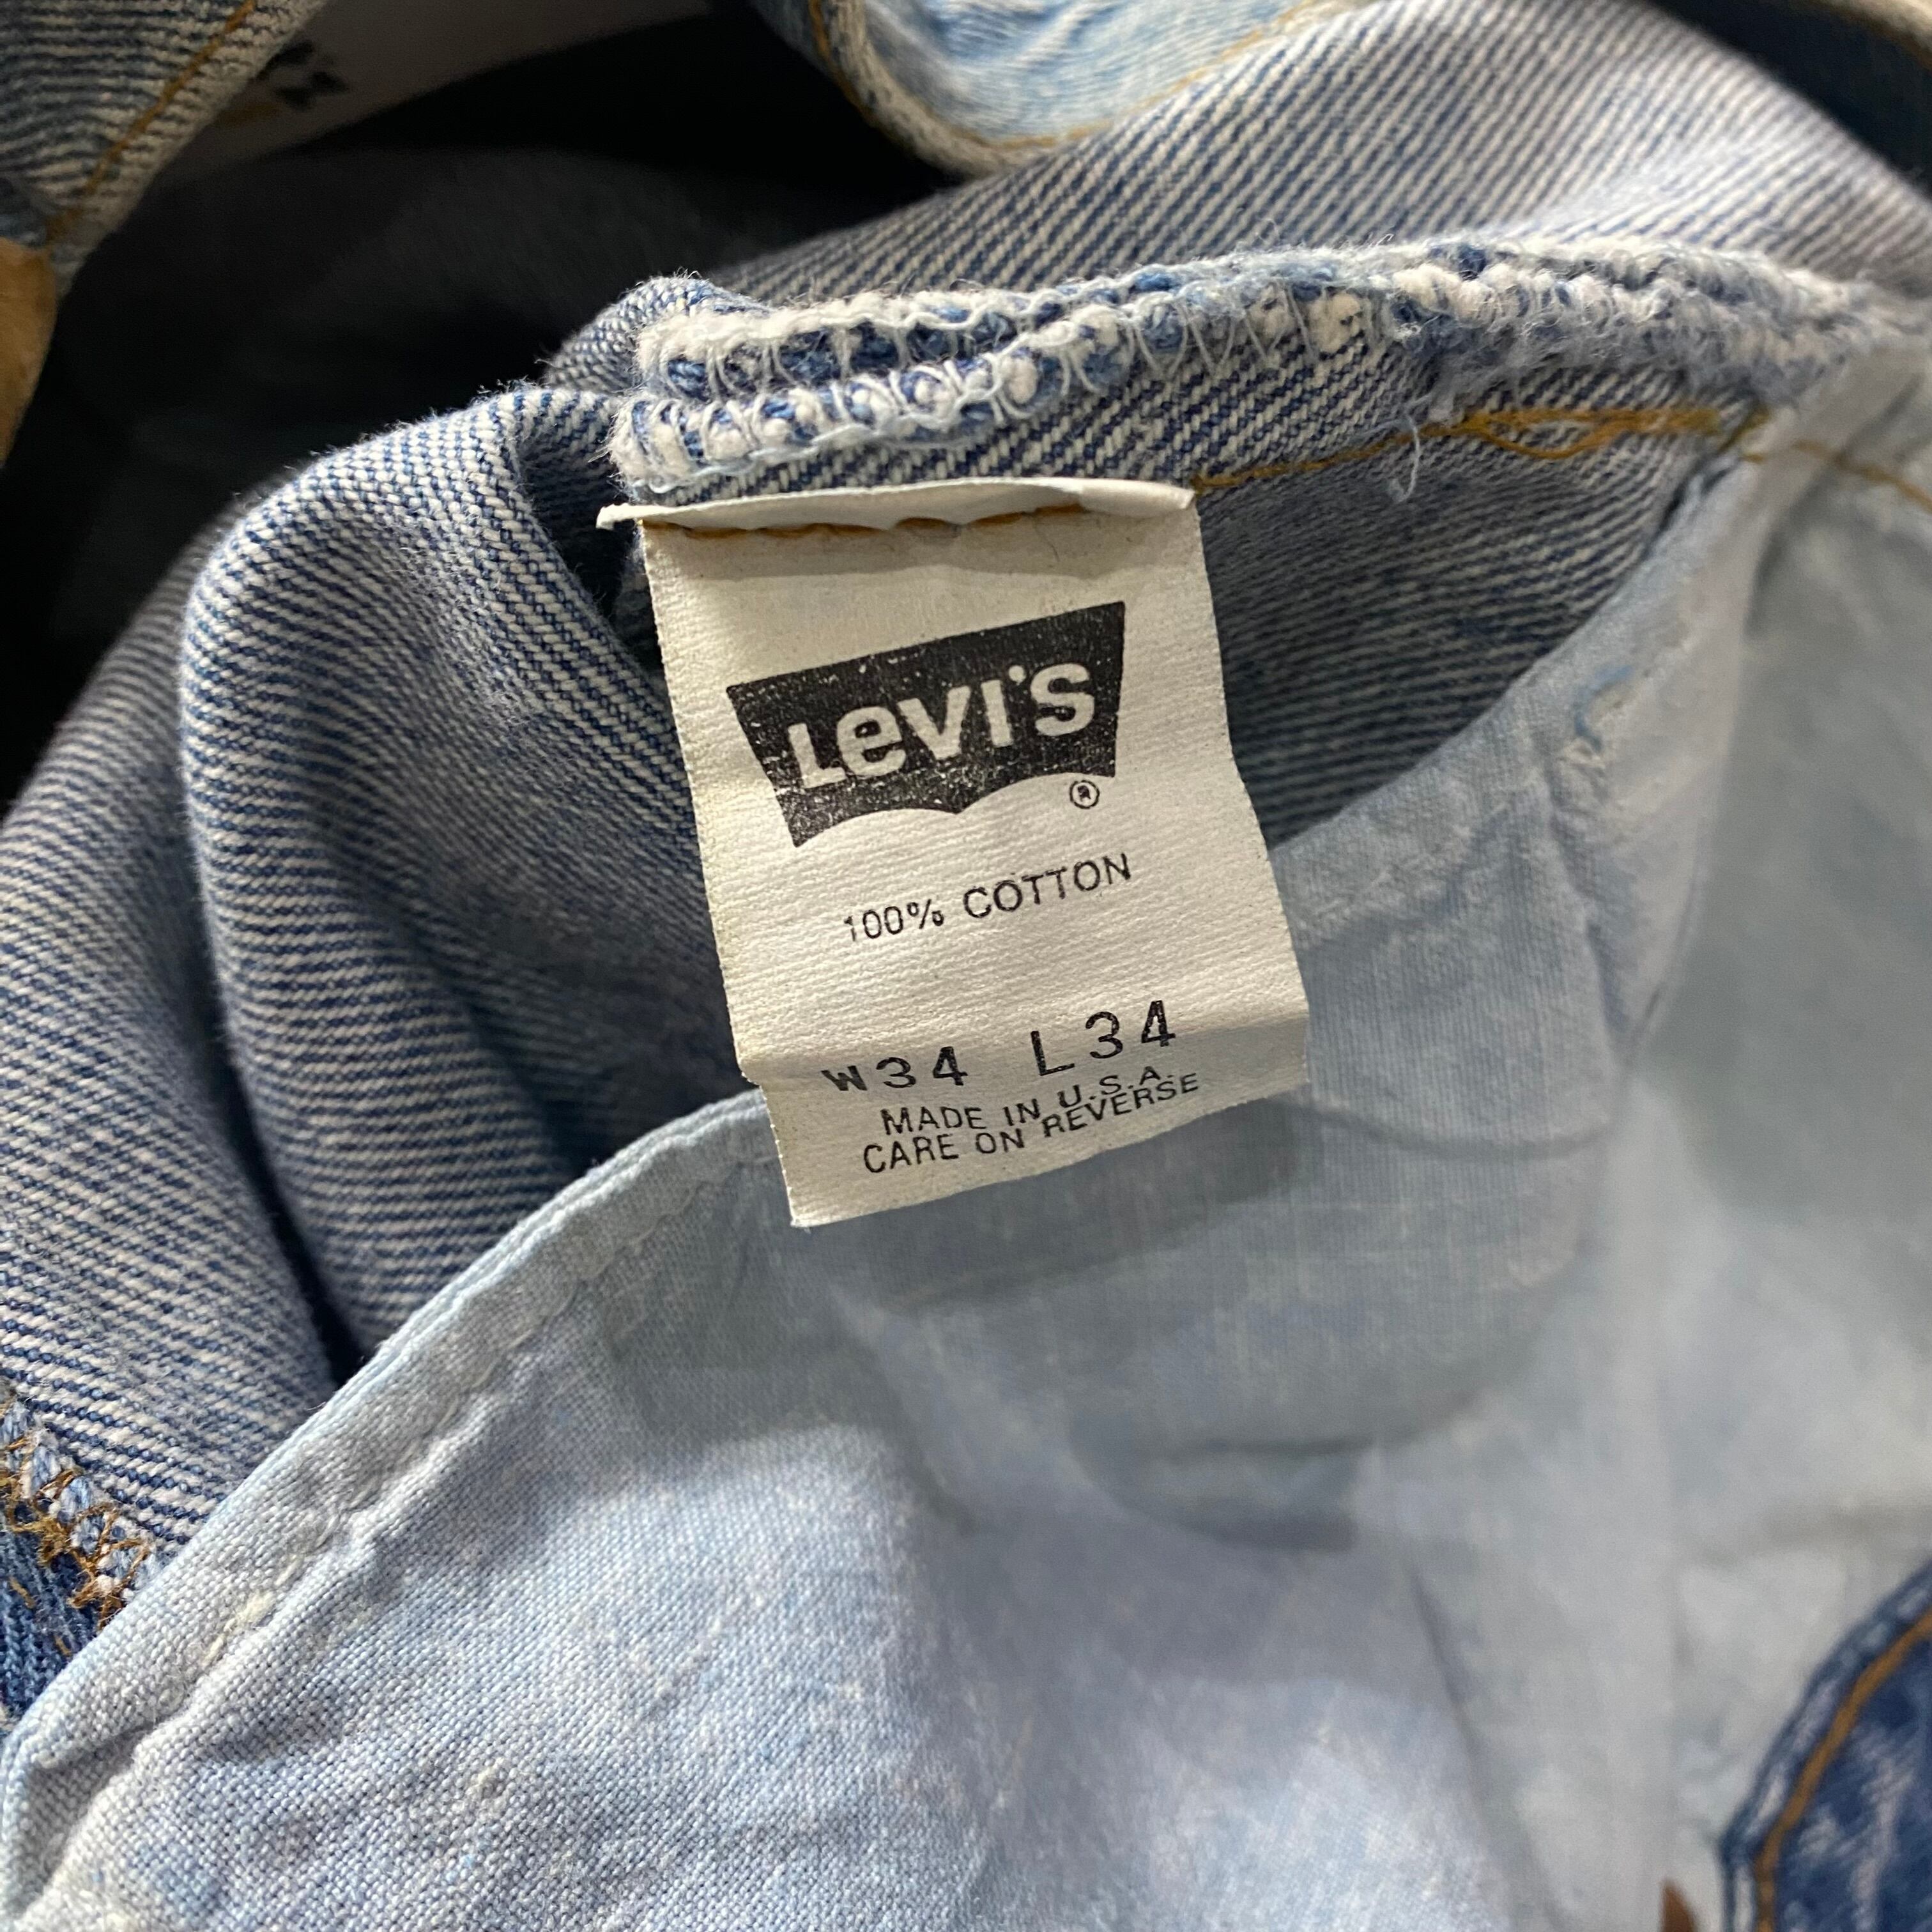 Levi's
®
100% COTTON
W34 L34
MADE IN U.S.A.
CARE ON REVERSE